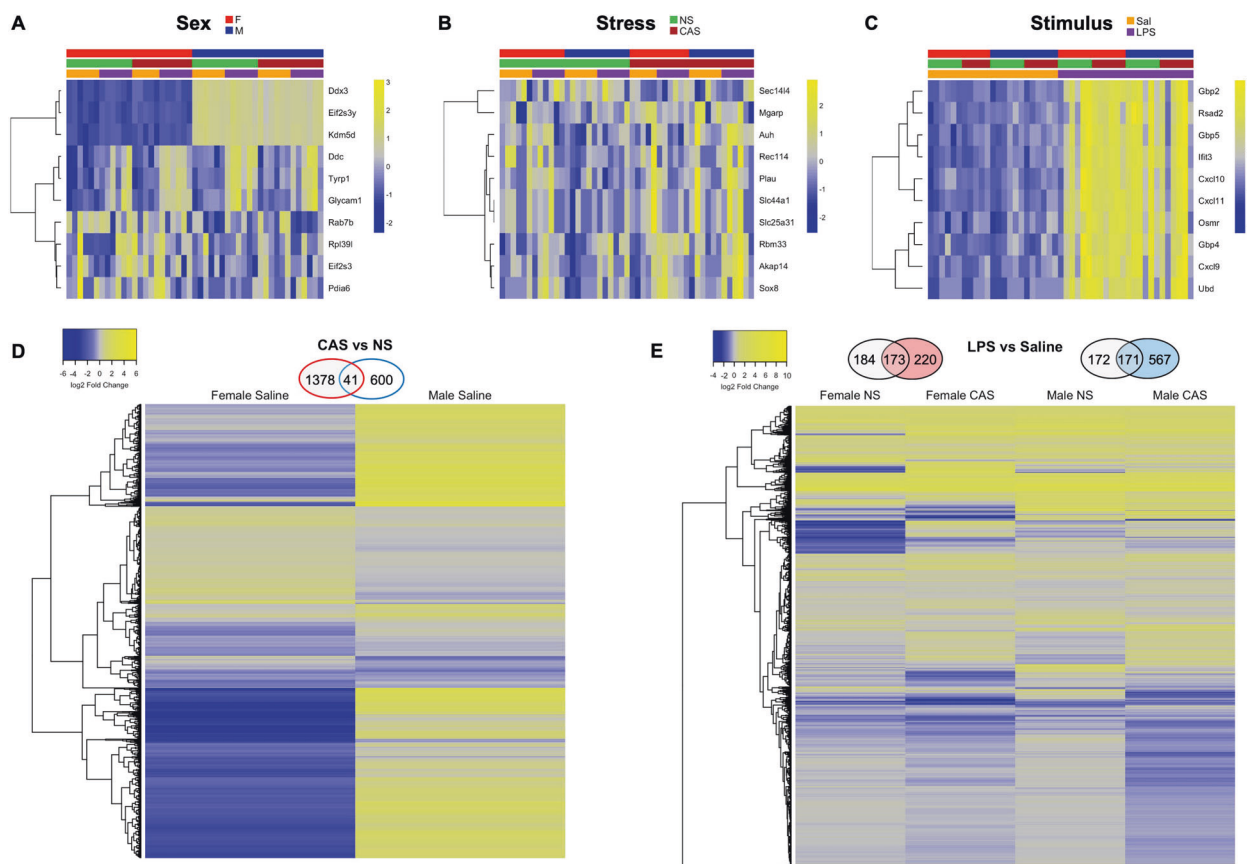 A
Sex
F
M
3
2
1
0
-1
-2
Ddx3
Eif2s3y
Kdm5d
Ddc
Tyrp1
Glycam1
Rab7b
Rpl39l
Eif2s3
Pdia6
B
Stress
NS
CAS
2
1
0
-1
-2
Sec14l4
Mgarp
Auh
Rec114
Plau
Slc44a1
Slc25a31
Rbm33
Akap14
Sox8
C
Stimulus
Sal
LPS
Gbp2
Rsad2
Gbp5
Ifit3
Cxcl10
Cxcl11
Osmr
Gbp4
Cxcl9
Ubd
D
-6 -4 -2 0 2 4 6
log2 Fold Change
CAS vs NS
1378 41 600
Female Saline Male Saline
E
-4 -2 0 2 4 6 8 10
log2 Fold Change
LPS vs Saline
184 173 220
172 171 567
Female NS Female CAS Male NS Male CAS